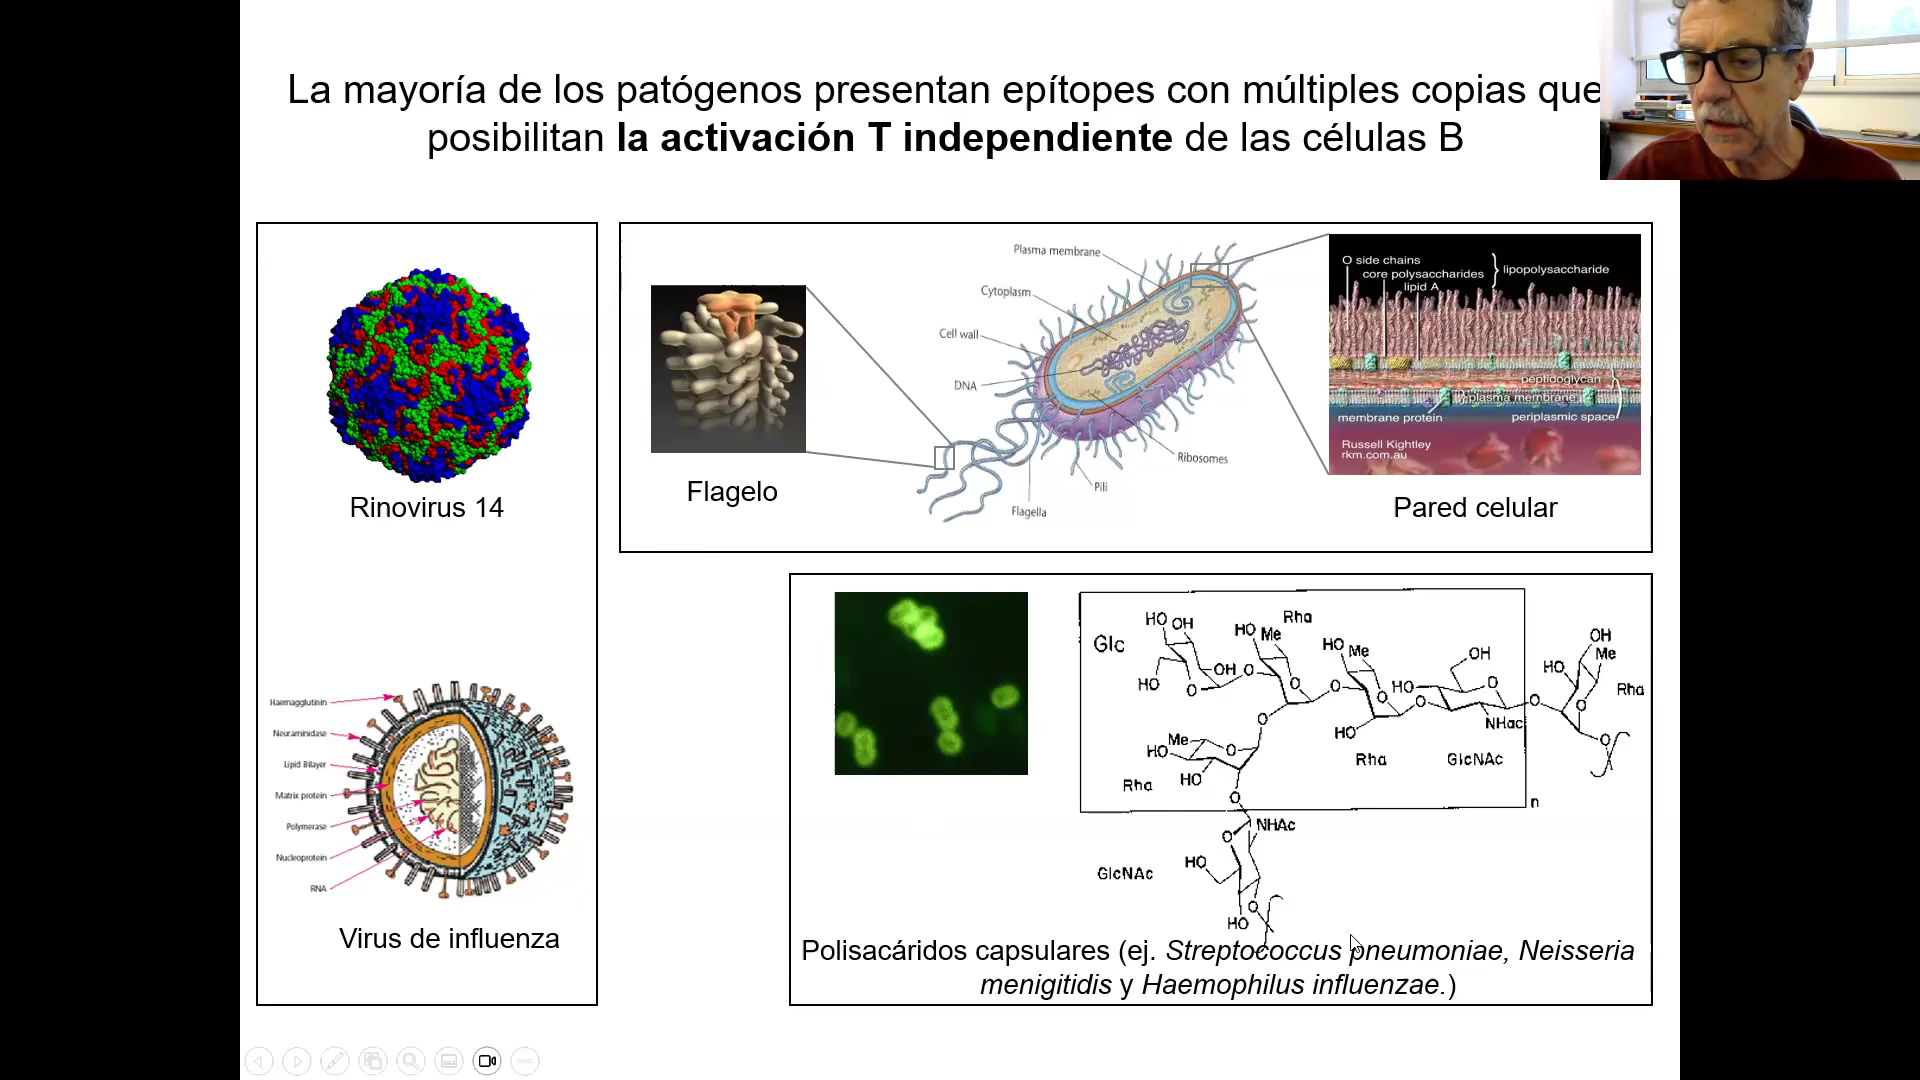 La mayoría de los patógenos presentan epítopes con múltiples copias que
posibilitan la activación T independiente de las células B
Rinovirus 14
Haemagglutinin
Neuraminidase
Lipid Bilayer
Matrix protein
Polymerase
Nucleoprotein
RNA
Virus de influenza
Flagelo
Plasma membrane
Cytoplasm
Cell wall
DNA
Ribosomes
Pili
Flagella
O side chains
core polysaccharides
lipid A
lipopolysaccharide
peptidoglycan
plasma membrane
membrane protein
periplasmic space
Russell Kightley
rkm.com.au
Pared celular
Glc
HO
OH
HO
O
OH
O
HO
Me
Rha
O
O
HO
Me
O
HO
Rha
O
HO
OH
O
NHac
GlcNAc
O
HO
OH
Me
Rha
O
O
O
Me
HO
HO
O
Rha
O
n
O
NHAc
HO
GlcNAc
HO
O
Polisacáridos capsulares (ej. Streptococcus pneumoniae, Neisseria
menigitidis y Haemophilus influenzae.)